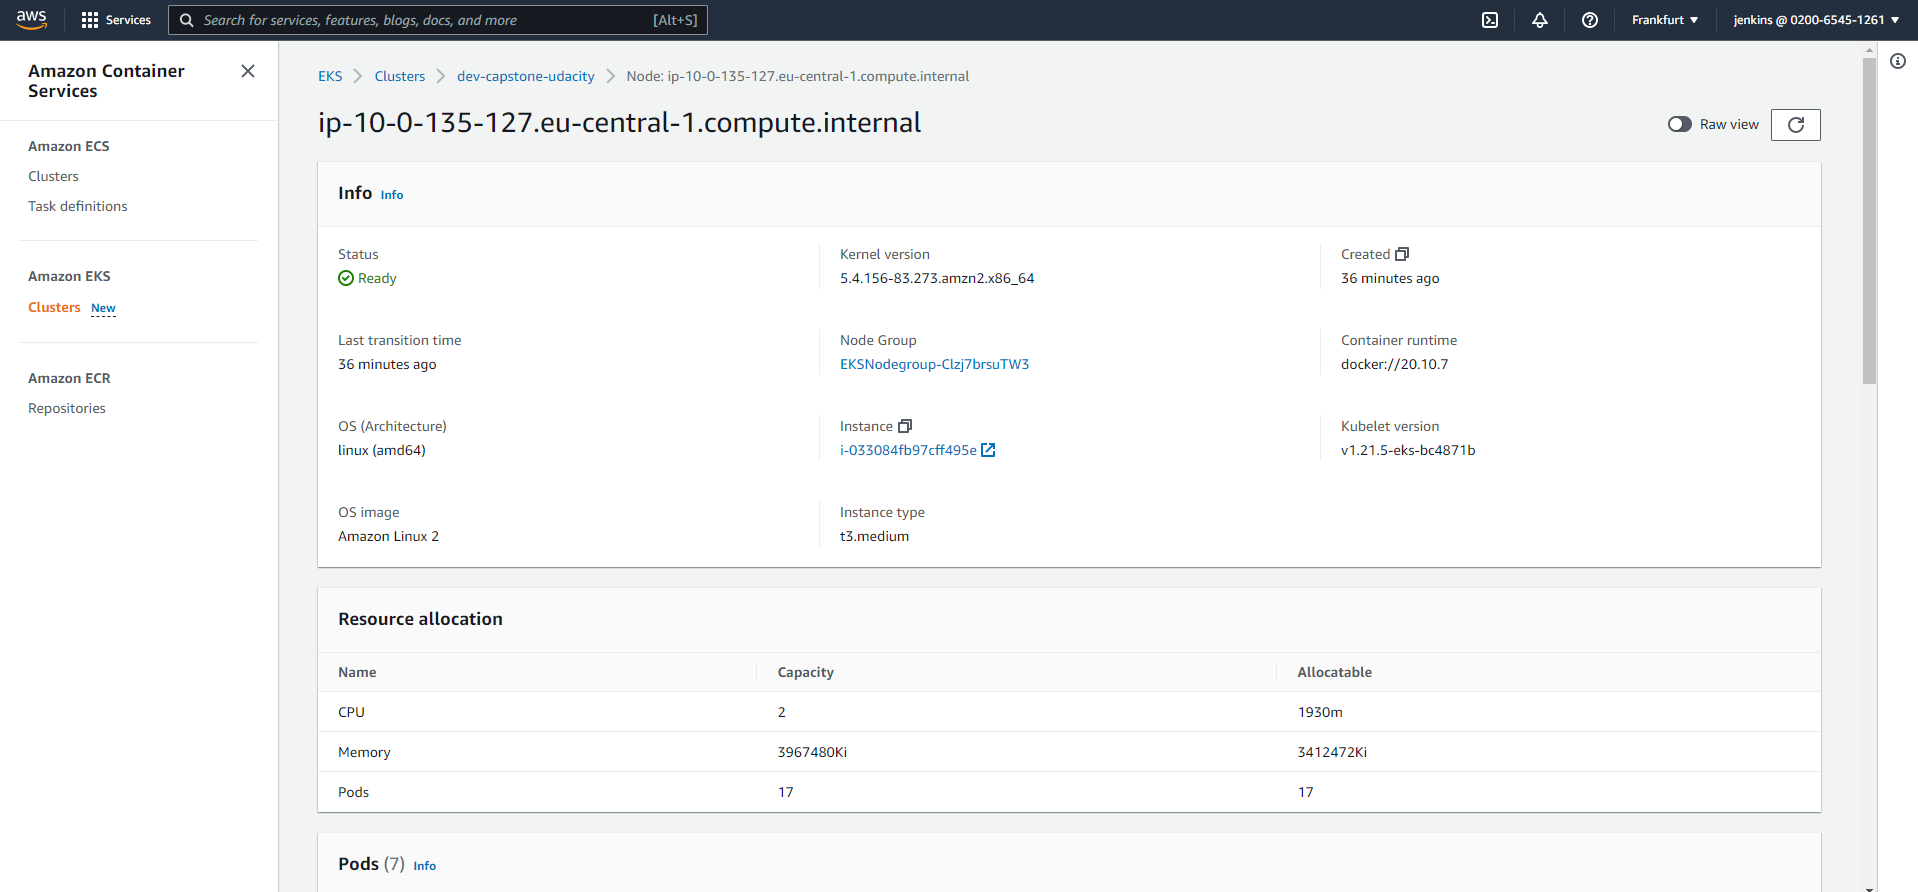 aws
Services
Search for services, features, blogs, docs, and more
[Alt+S]
Frankfurt
jenkins @ 0200-6545-1261
Amazon Container
Services
Amazon ECS
Clusters
Task definitions
Amazon EKS
Clusters New
Amazon ECR
Repositories
EKS Clusters dev-capstone-udacity Node: ip-10-0-135-127.eu-central-1.compute.internal
ip-10-0-135-127.eu-central-1.compute.internal
Raw view
Info Info
Status Kernel version Created
Ready 5.4.156-83.273.amzn2.x86_64 36 minutes ago
Last transition time Node Group Container runtime
36 minutes ago EKSNodegroup-Clzj7brsuTW3 docker://20.10.7
OS (Architecture) Instance Kubelet version
linux (amd64) i-033084fb97cff495e v1.21.5-eks-bc4871b
OS image Instance type
Amazon Linux 2 t3.medium
Resource allocation
Name Capacity Allocatable
CPU 2 1930m
Memory 3967480Ki 3412472Ki
Pods 17 17
Pods (7) Info